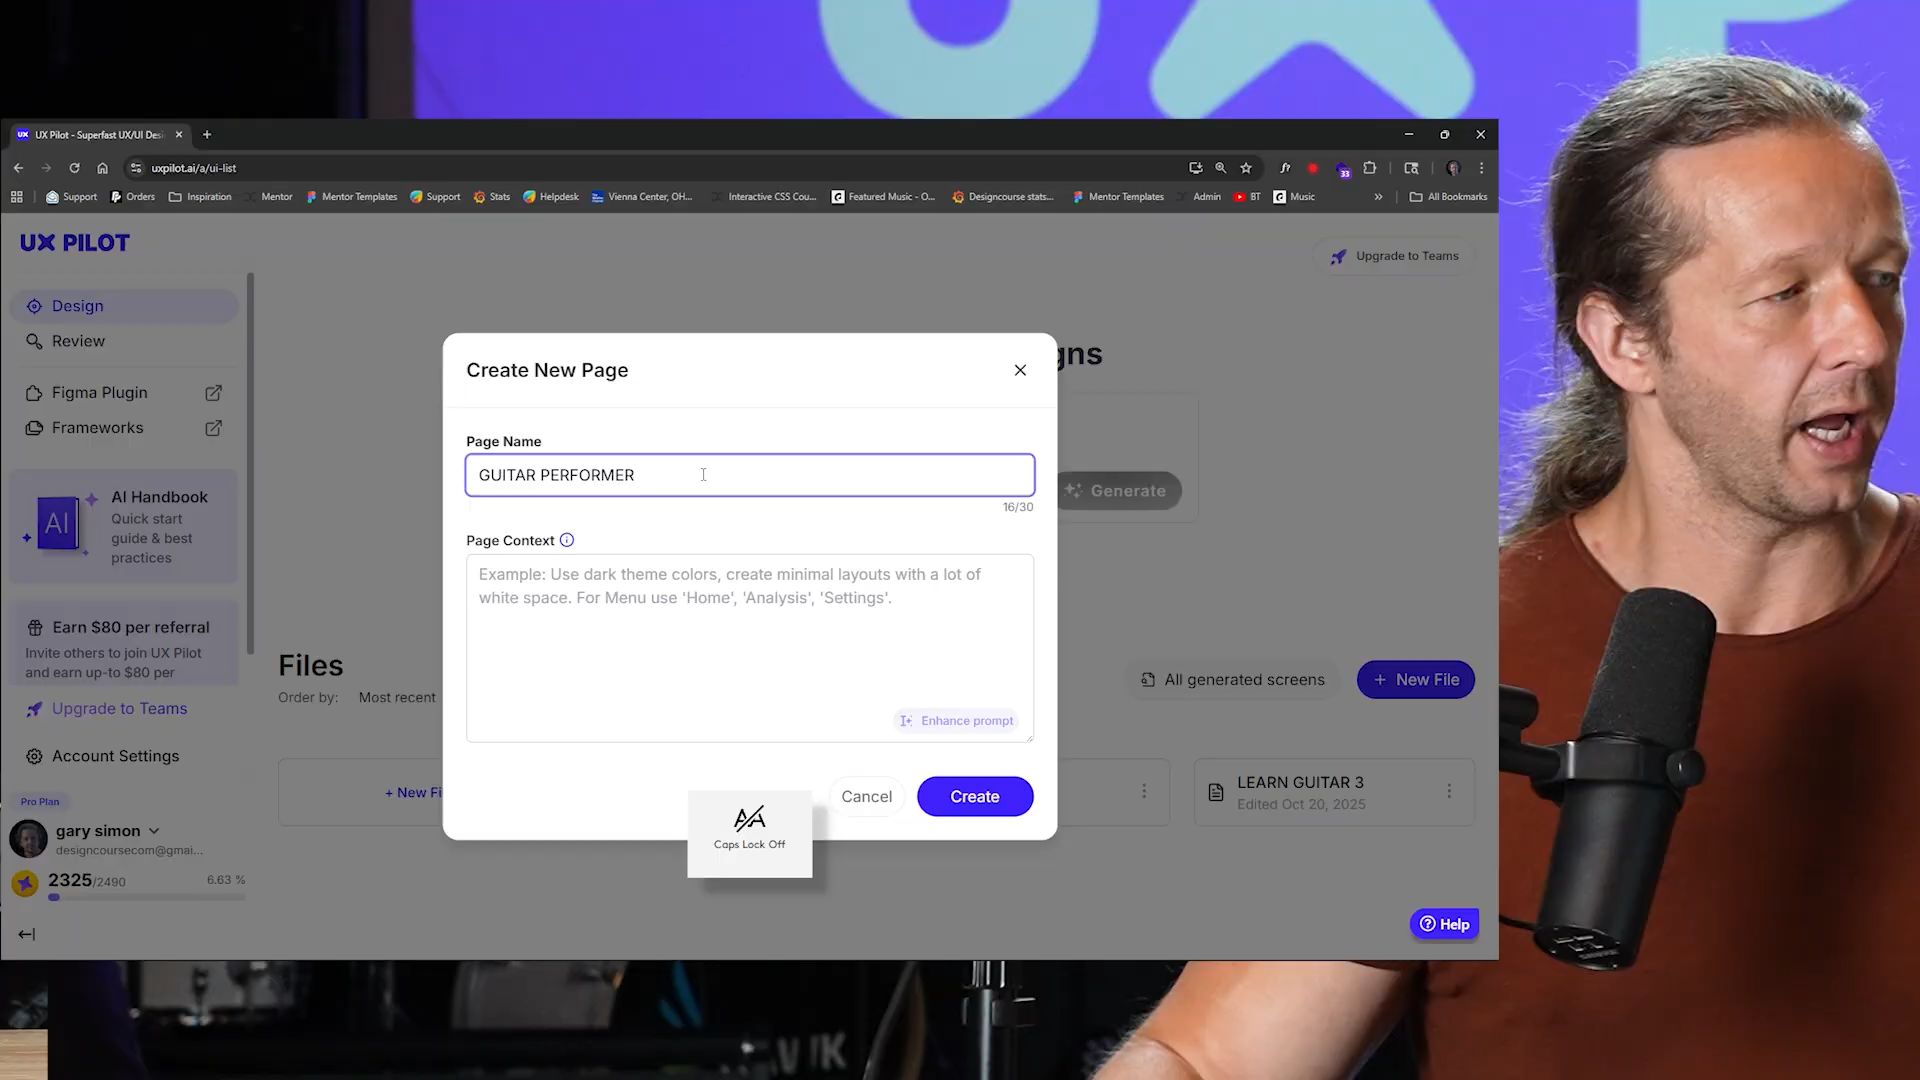 UX Pilot - Superfast UX/UI Desi
uxpilot.ai/a/ui-list
33
Support
Orders
Inspiration
Mentor
Mentor Templates
Support
Stats
Helpdesk
Vienna Center, OH...
Interactive CSS Cou...
Featured Music - O...
Designcourse stats...
Mentor Templates
Admin
BT
Music
All Bookmarks
UX PILOT
Upgrade to Teams
Design
Review
Figma Plugin
Frameworks
AI
AI Handbook
Quick start
guide & best
practices
Earn $80 per referral
Invite others to join UX Pilot
and earn up-to $80 per
Upgrade to Teams
Account Settings
Pro Plan
gary simon
designcoursecom@gmai...
2325/2490
6.63 %
gns
Generate
Create New Page
Page Name
GUITAR PERFORMER
16/30
Page Context
Example: Use dark theme colors, create minimal layouts with a lot of
white space. For Menu use 'Home', 'Analysis', 'Settings'.
Enhance prompt
Cancel
Create
Caps Lock Off
Files
Order by:
Most recent
All generated screens
+ New File
+ New Fi
LEARN GUITAR 3
Edited Oct 20, 2025
Help